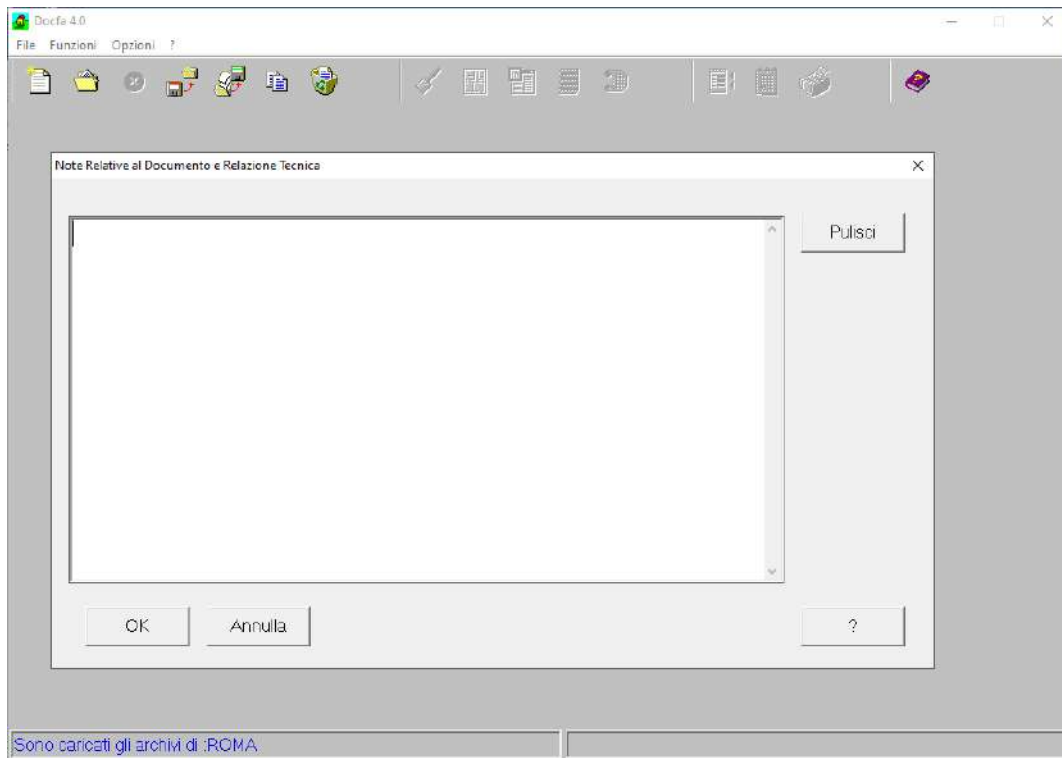 Docfa 4.0
File Funzioni Opzioni ?
Note Relative al Documento e Relazione Tecnica
Pulisci
OK Annulla ?
Sono caricati gli archivi di :ROMA